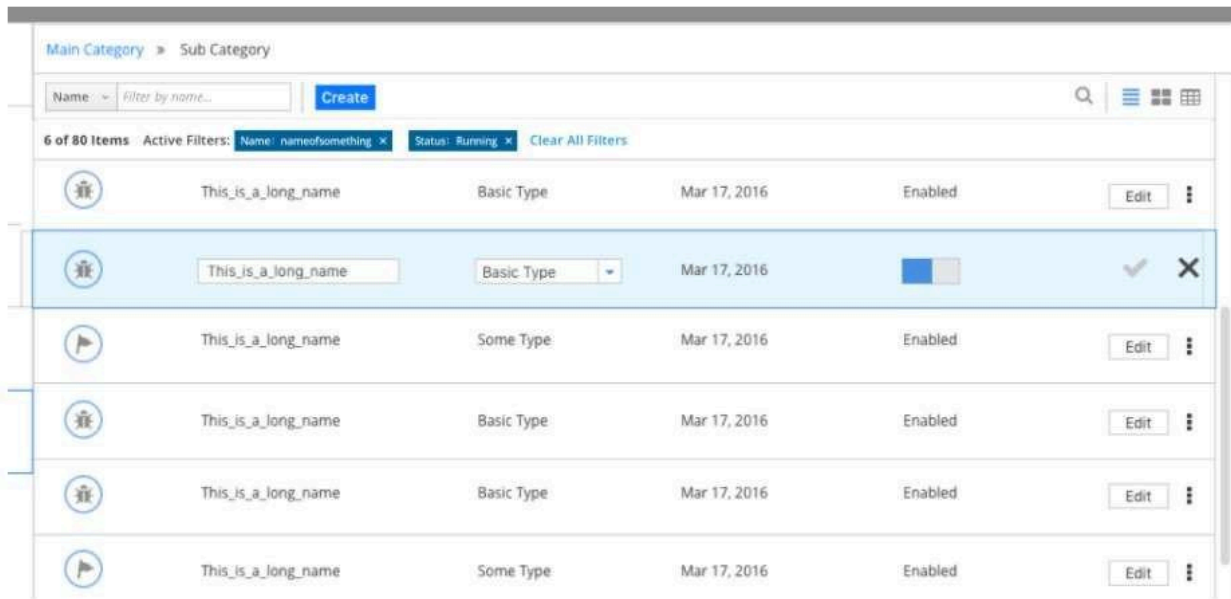 Main Category » Sub Category
Name Filter by name... Create
6 of 80 Items Active Filters: Name: nameofsomething × Status: Running × Clear All Filters
This_is_a_long_name Basic Type Mar 17, 2016 Enabled Edit
This_is_a_long_name Basic Type Mar 17, 2016
This_is_a_long_name Some Type Mar 17, 2016 Enabled Edit
This_is_a_long_name Basic Type Mar 17, 2016 Enabled Edit
This_is_a_long_name Basic Type Mar 17, 2016 Enabled Edit
This_is_a_long_name Some Type Mar 17, 2016 Enabled Edit